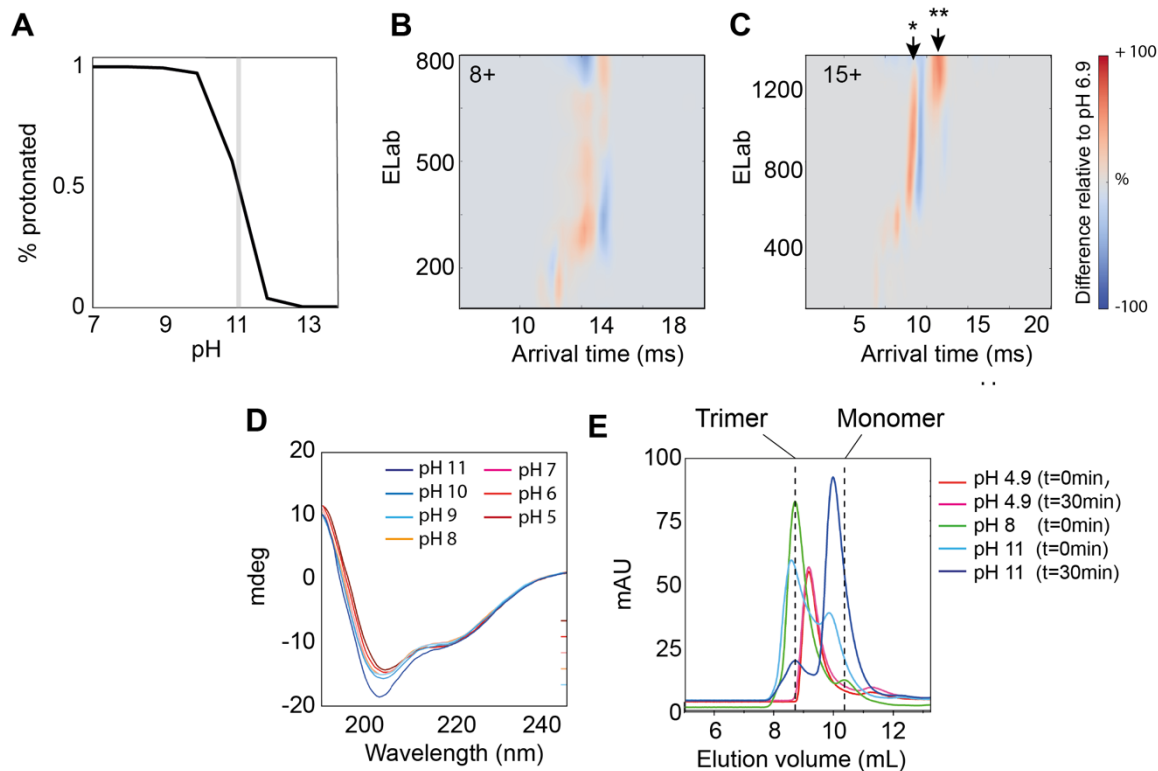 A
% protonated
1
0.5
0
7 9 11 13
pH
B
8+
ELab
800
500
200
10 14 18
Arrival time (ms)
C
* **
15+
ELab
1200
800
400
5 10 15 20
Arrival time (ms)
+ 100
%
-100
Difference relative to pH 6.9
. .
D
mdeg
20
10
0
-10
-20
pH 11
pH 10
pH 9
pH 8
pH 7
pH 6
pH 5
200 220 240
Wavelength (nm)
E
Trimer Monomer
mAU
100
75
50
25
0
6 8 10 12
Elution volume (mL)
pH 4.9 (t=0min,
pH 4.9 (t=30min)
pH 8 (t=0min)
pH 11 (t=0min)
pH 11 (t=30min)